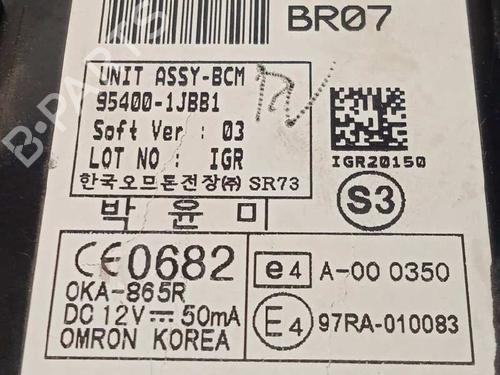 BR07
UNIT ASSY-BCM
95400-1JBB1
Soft Ver : 03
LOT NO : IGR
한국오므론전장㈜ SR73
IGR20150
S3
박윤미
CE0682
OKA-865R
DC 12V ⎓ 50mA
OMRON KOREA
e4 A-00 0350
E4 97RA-010083
B-PARTS